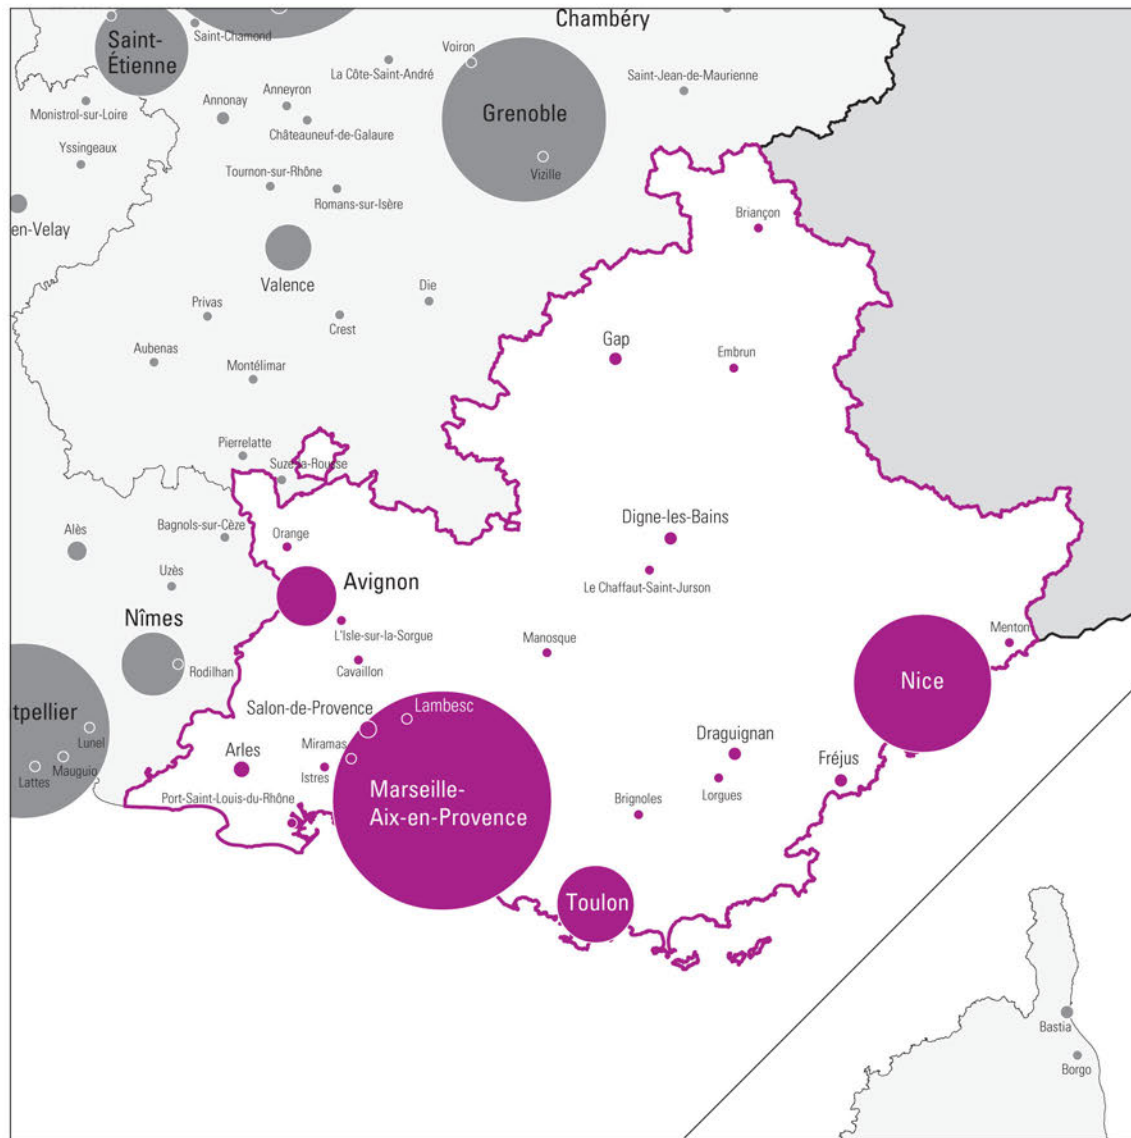 Chambéry
Saint-
Étienne
Saint-Chamond
Voiron
La Côte-Saint-André
Saint-Jean-de-Maurienne
Monistrol-sur-Loire
Annonay
Anneyron
Châteauneuf-de-Galaure
Grenoble
Yssingeaux
Tournon-sur-Rhône
Romans-sur-Isère
Vizille
en-Velay
Briançon
Valence
Die
Privas
Crest
Aubenas
Montélimar
Gap
Embrun
Pierrelatte
Suze-la-Rousse
Alès
Bagnols-sur-Cèze
Orange
Digne-les-Bains
Uzès
Avignon
Le Chaffaut-Saint-Jurson
Nîmes
L'Isle-sur-la-Sorgue
Manosque
Menton
Rodilhan
Cavaillon
Nice
tpellier
Lunel
Salon-de-Provence
Lambesc
Lattes
Mauguio
Arles
Miramas
Istres
Draguignan
Fréjus
Lorgues
Port-Saint-Louis-du-Rhône
Marseille-
Aix-en-Provence
Brignoles
Toulon
Bastia
Borgo